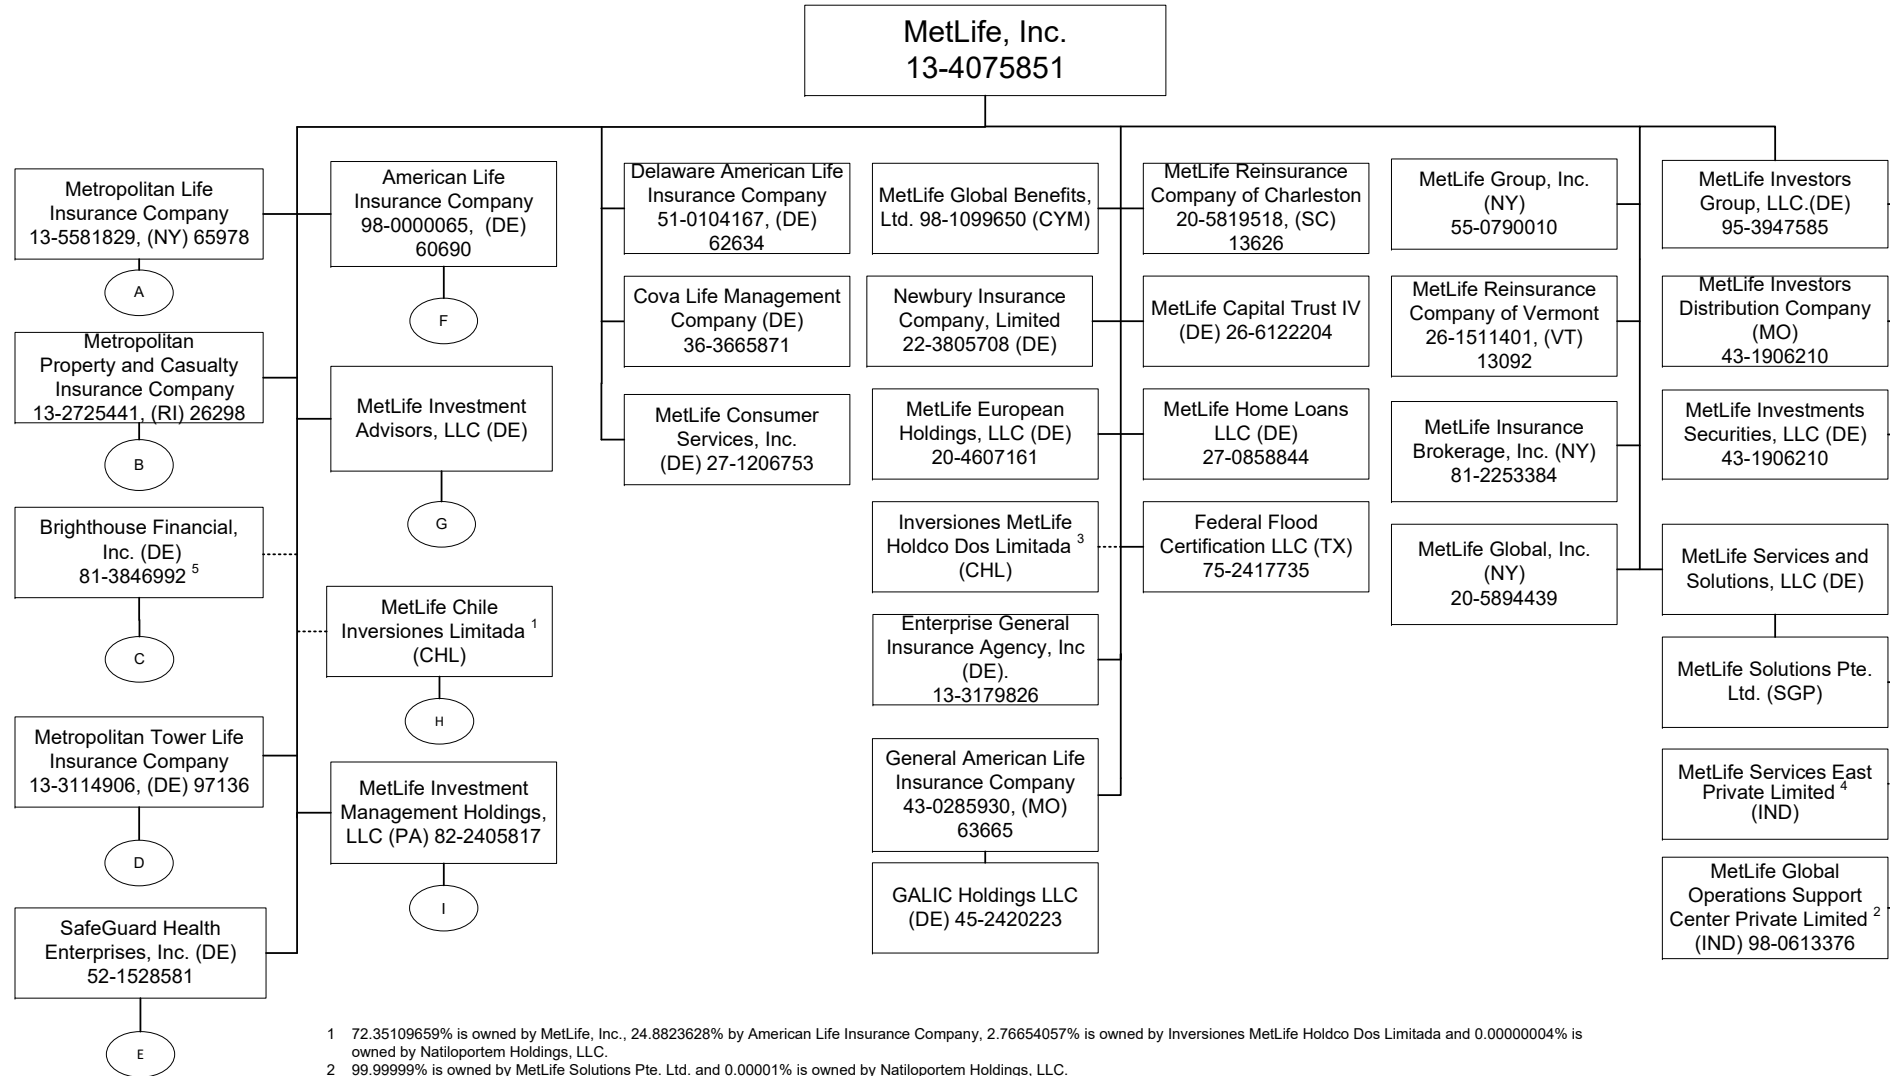 MetLife, Inc.
13-4075851
Metropolitan Life
Insurance Company
13-5581829, (NY) 65978
A
Metropolitan
Property and Casualty
Insurance Company
13-2725441, (RI) 26298
B
Brighthouse Financial,
Inc. (DE)
81-3846992 5
C
Metropolitan Tower Life
Insurance Company
13-3114906, (DE) 97136
D
SafeGuard Health
Enterprises, Inc. (DE)
52-1528581
E
American Life
Insurance Company
98-0000065, (DE)
60690
F
MetLife Investment
Advisors, LLC (DE)
G
MetLife Chile
Inversiones Limitada 1
(CHL)
H
MetLife Investment
Management Holdings,
LLC (PA) 82-2405817
I
Delaware American Life
Insurance Company
51-0104167, (DE)
62634
Cova Life Management
Company (DE)
36-3665871
MetLife Consumer
Services, Inc.
(DE) 27-1206753
MetLife Global Benefits,
Ltd. 98-1099650 (CYM)
Newbury Insurance
Company, Limited
22-3805708 (DE)
MetLife European
Holdings, LLC (DE)
20-4607161
Inversiones MetLife
Holdco Dos Limitada 3
(CHL)
Enterprise General
Insurance Agency, Inc
(DE).
13-3179826
General American Life
Insurance Company
43-0285930, (MO)
63665
GALIC Holdings LLC
(DE) 45-2420223
MetLife Reinsurance
Company of Charleston
20-5819518, (SC)
13626
MetLife Capital Trust IV
(DE) 26-6122204
MetLife Home Loans
LLC (DE)
27-0858844
Federal Flood
Certification LLC (TX)
75-2417735
MetLife Group, Inc.
(NY)
55-0790010
MetLife Reinsurance
Company of Vermont
26-1511401, (VT)
13092
MetLife Insurance
Brokerage, Inc. (NY)
81-2253384
MetLife Global, Inc.
(NY)
20-5894439
MetLife Investors
Group, LLC.(DE)
95-3947585
MetLife Investors
Distribution Company
(MO)
43-1906210
MetLife Investments
Securities, LLC (DE)
43-1906210
MetLife Services and
Solutions, LLC (DE)
MetLife Solutions Pte.
Ltd. (SGP)
MetLife Services East
Private Limited 4
(IND)
MetLife Global
Operations Support
Center Private Limited 2
(IND) 98-0613376
1 72.35109659% is owned by MetLife, Inc., 24.8823628% by American Life Insurance Company, 2.76654057% is owned by Inversiones MetLife Holdco Dos Limitada and 0.00000004% is
owned by Natiloportem Holdings, LLC.
2 99.99999% is owned by MetLife Solutions Pte. Ltd. and 0.00001% is owned by Natiloportem Holdings, LLC.